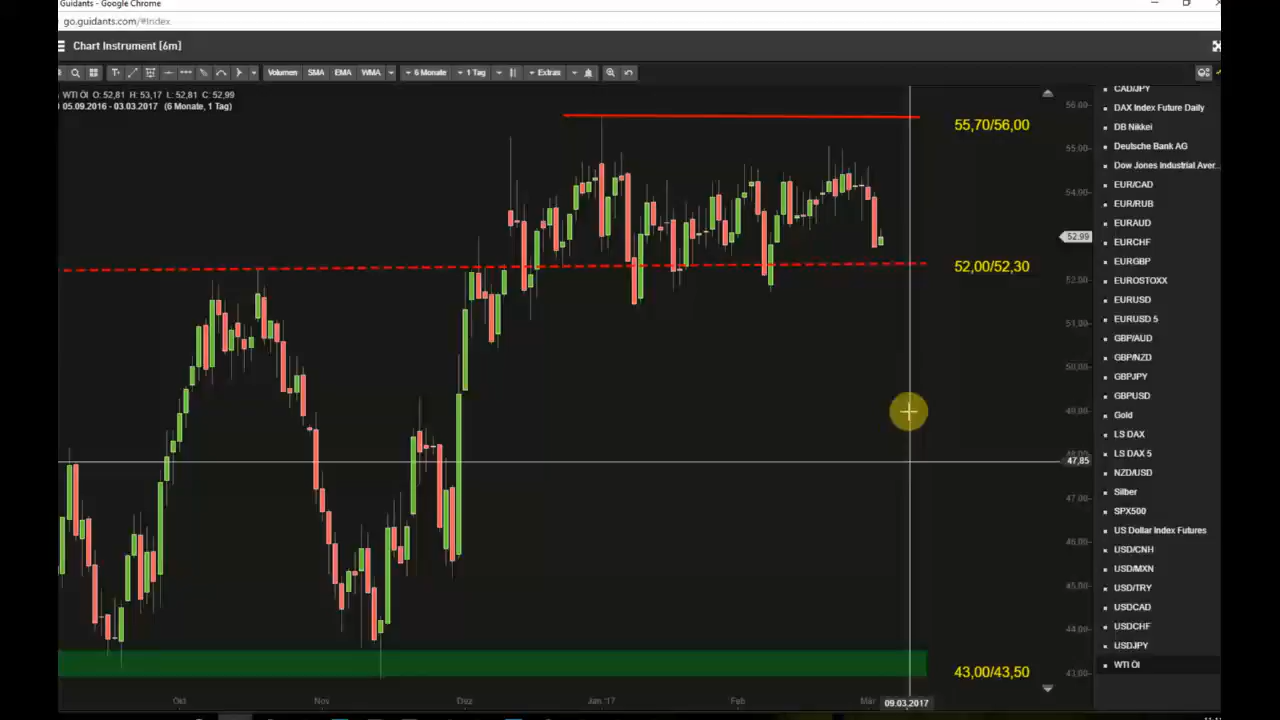 Guidants - Google Chrome
go.guidants.com/#Index
Chart Instrument [6m]
Volumen SMA EMA WMA 6 Monate 1 Tag Extras
WTI Öl O: 52,81 H: 53,17 L: 52,81 C: 52,99
05.09.2016 - 03.03.2017 (6 Monate, 1 Tag)
CAD/JPY
DAX Index Future Daily
DB Nikkei
Deutsche Bank AG
Dow Jones Industrial Aver...
EUR/CAD
EUR/RUB
EURAUD
EURCHF
EURGBP
EUROSTOXX
EURUSD
EURUSD 5
GBP/AUD
GBP/NZD
GBPJPY
GBPUSD
Gold
LS DAX
LS DAX 5
NZD/USD
Silber
SPX500
US Dollar Index Futures
USD/CNH
USD/MXN
USD/TRY
USDCAD
USDCHF
USDJPY
WTI Öl
55,70/56,00
52,00/52,30
43,00/43,50
56,00
55,00
54,00
52.99
52,00
51,00
50,00
49,00
47,85
47,00
46,00
45,00
44,00
43,00
Okt Nov Dez Jan '17 Feb Mär 09.03.2017